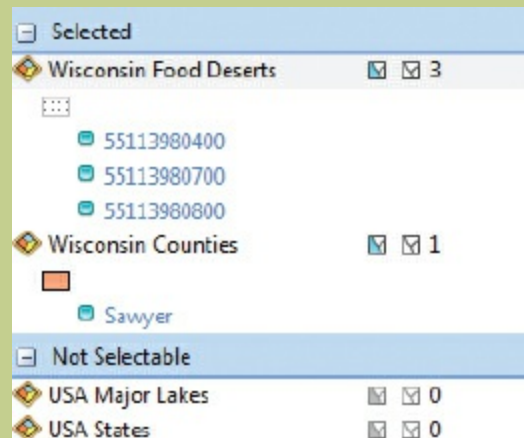 Selected
Wisconsin Food Deserts 3
55113980400
55113980700
55113980800
Wisconsin Counties 1
Sawyer
Not Selectable
USA Major Lakes 0
USA States 0